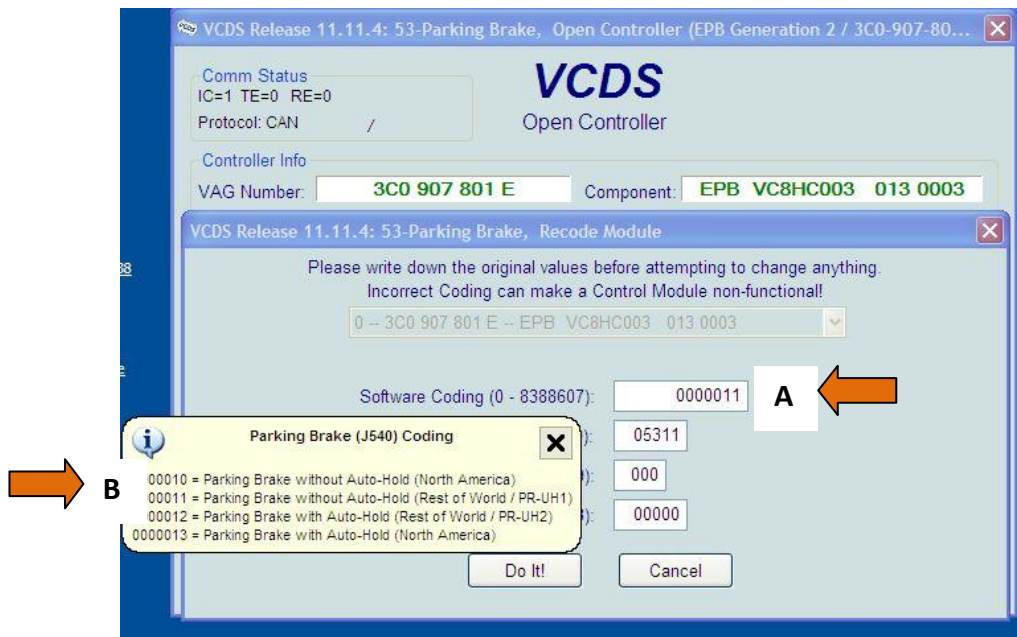 VCDS Release 11.11.4: 53-Parking Brake, Open Controller (EPB Generation 2 / 3C0-907-80...
Comm Status
IC=1 TE=0 RE=0
Protocol: CAN /
VCDS
Open Controller
Controller Info
VAG Number: 3C0 907 801 E Component: EPB VC8HC003 013 0003
VCDS Release 11.11.4: 53-Parking Brake, Recode Module
Please write down the original values before attempting to change anything.
Incorrect Coding can make a Control Module non-functional!
0 -- 3C0 907 801 E -- EPB VC8HC003 013 0003
Software Coding (0 - 8388607): 0000011
A
): 05311
): 000
): 00000
Parking Brake (J540) Coding
B
00010 = Parking Brake without Auto-Hold (North America)
00011 = Parking Brake without Auto-Hold (Rest of World / PR-UH1)
00012 = Parking Brake with Auto-Hold (Rest of World / PR-UH2)
0000013 = Parking Brake with Auto-Hold (North America)
Do It! Cancel